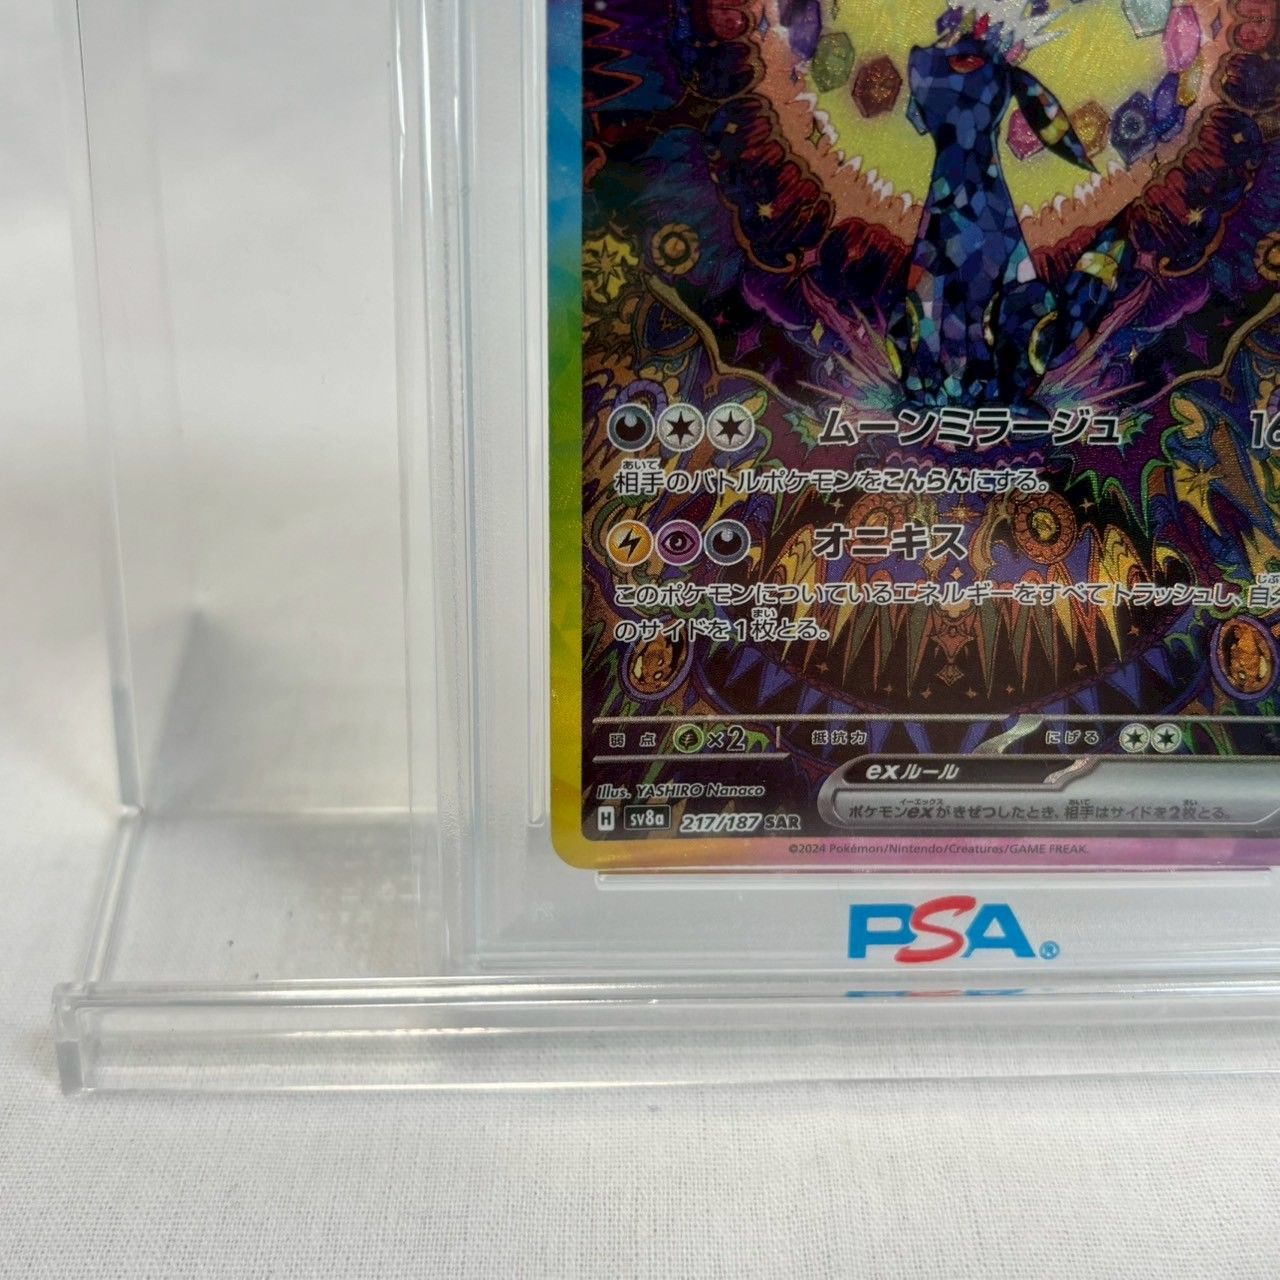 ムーンミラージュ 16
相手のバトルポケモンをこんらんにする。
オニキス
このポケモンについているエネルギーをすべてトラッシュし、自分
のサイドを1枚とる。
弱点 ×2 抵抗力 にげる
exルール
ポケモンexがきぜつしたとき、相手はサイドを2枚とる。
Illus. YASHIRO Nanaco
H sv8a 217/187 SAR
©2024 Pokémon/Nintendo/Creatures/GAME FREAK.
PSA®